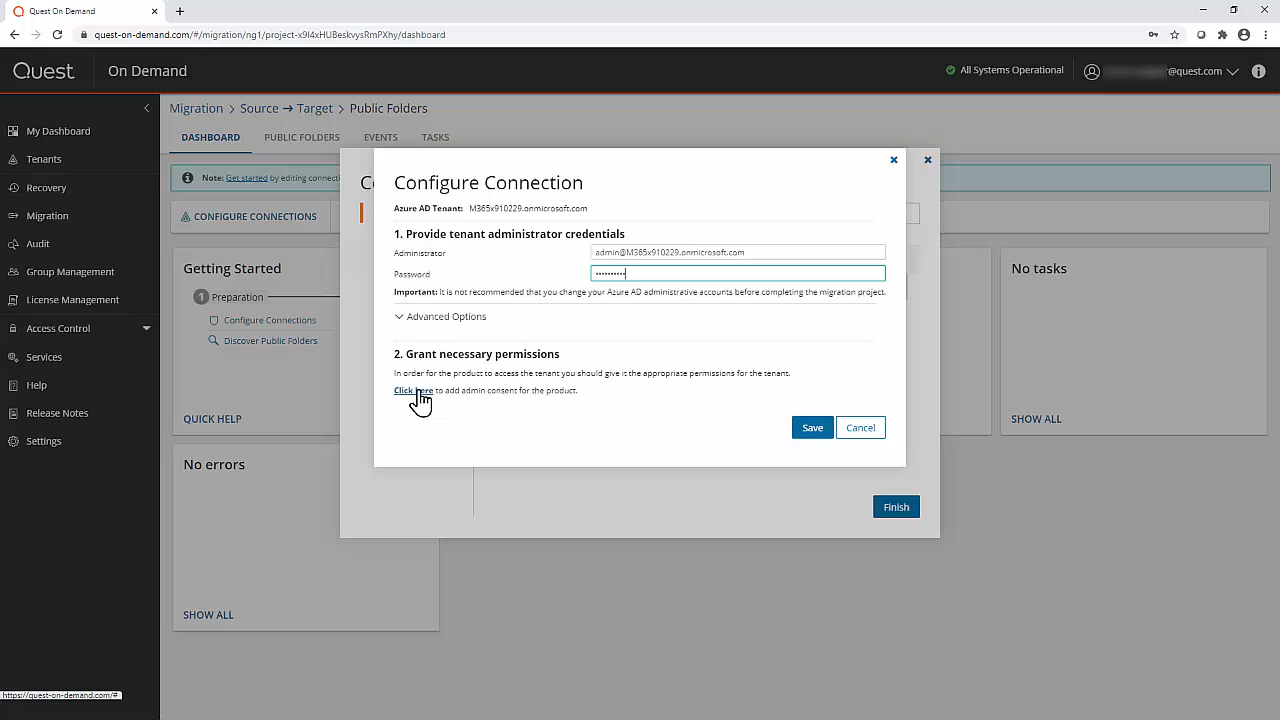 Quest On Demand
quest-on-demand.com/#/migration/ng1/project-x9l4xHUBeskvysRmPXhy/dashboard
Quest On Demand
All Systems Operational
@quest.com
Migration > Source → Target > Public Folders
DASHBOARD PUBLIC FOLDERS EVENTS TASKS
My Dashboard
Tenants
Recovery
Migration
Audit
Group Management
License Management
Access Control
Services
Help
Release Notes
Settings
Note: Get started by editing connecti
CONFIGURE CONNECTIONS
Getting Started
1 Preparation
Configure Connections
Discover Public Folders
QUICK HELP
No errors
SHOW ALL
No tasks
SHOW ALL
Configure Connection
Azure AD Tenant: M365x910229.onmicrosoft.com
1. Provide tenant administrator credentials
Administrator admin@M365x910229.onmicrosoft.com
Password
Important: It is not recommended that you change your Azure AD administrative accounts before completing the migration project.
Advanced Options
2. Grant necessary permissions
In order for the product to access the tenant you should give it the appropriate permissions for the tenant.
Click here to add admin consent for the product.
Save Cancel
Finish
https://quest-on-demand.com/#